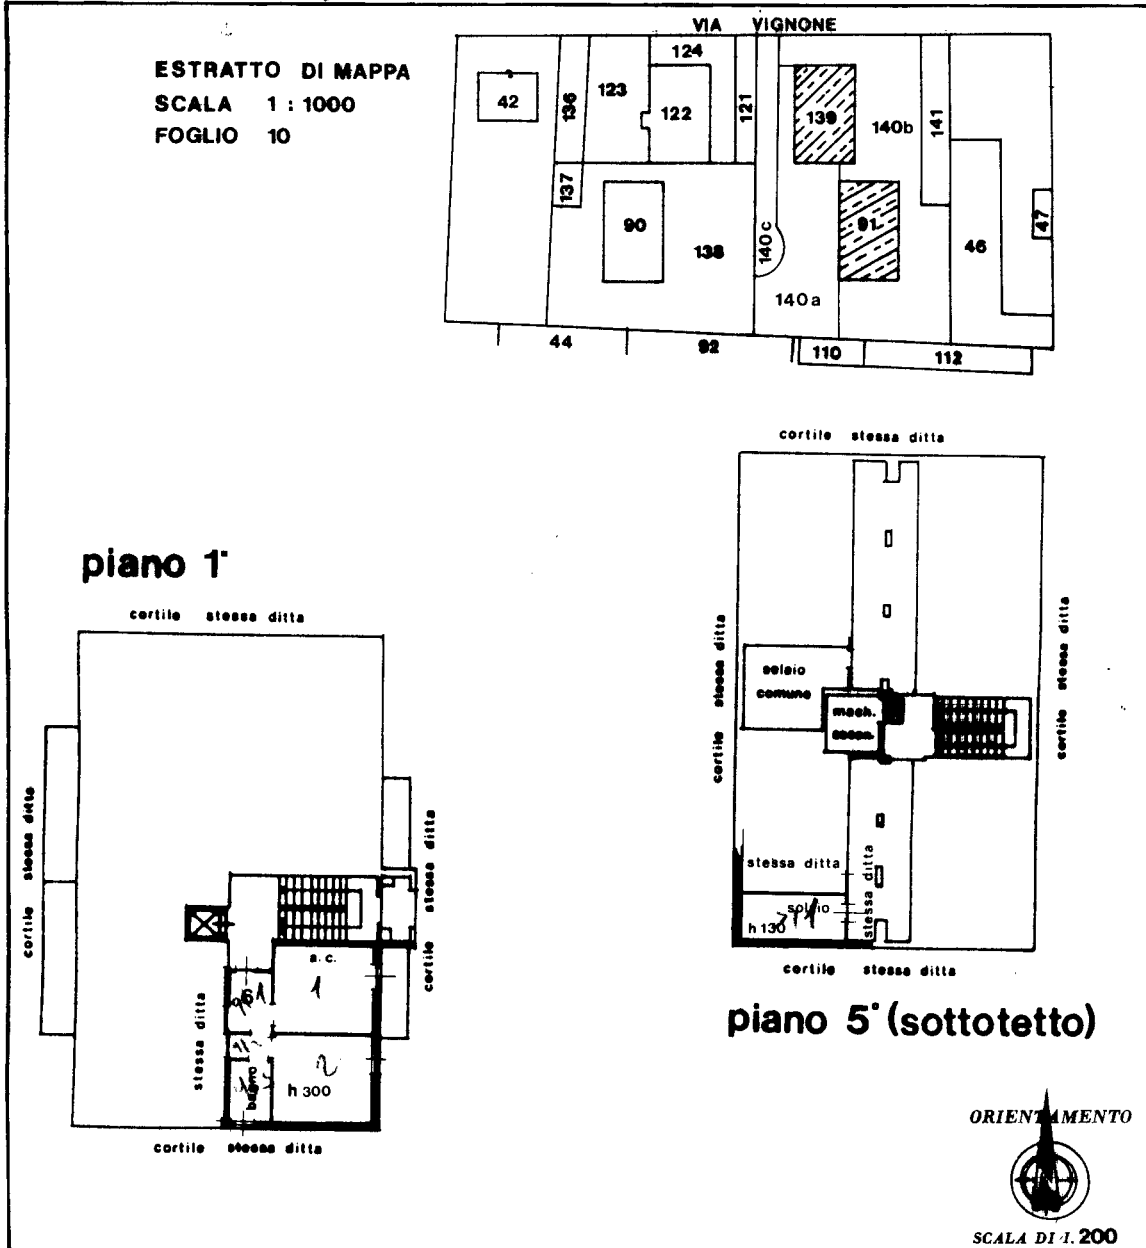 VIA VIGNONE
ESTRATTO DI MAPPA
SCALA 1 : 1000
FOGLIO 10
42
136
123
124
122
121
139
140b
141
137
90
138
140c
91
46
47
140a
44
92
110
112
cortile stessa ditta
piano 1°
cortile stessa ditta
cortile stessa ditta
cortile stessa ditta
solaio
comune
mach.
ascen.
cortile stessa ditta
cortile stessa ditta
cortile stessa ditta
stessa ditta
stessa ditta
solaio
h 130
cortile stessa ditta
a.c.
1
stessa ditta
2
bagno
h 300
cortile stessa ditta
piano 5° (sottotetto)
ORIENTAMENTO
SCALA DI 1. 200